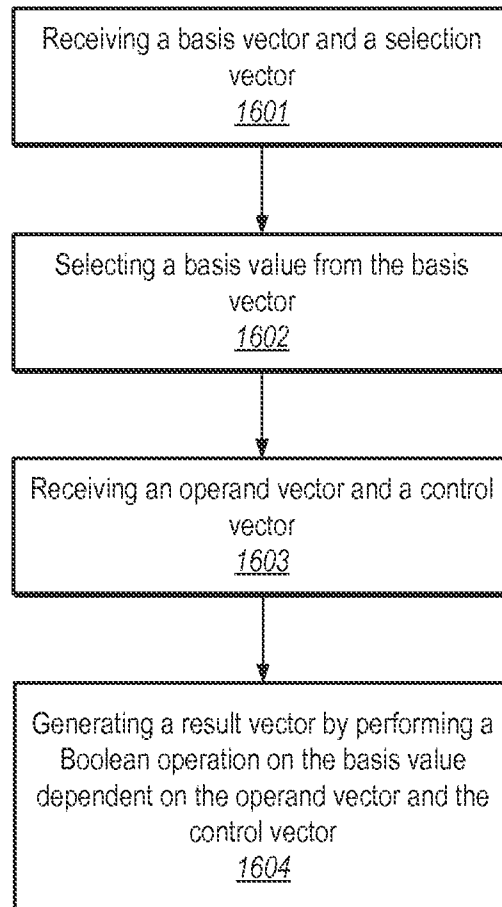 Receiving a basis vector and a selection
vector
1601
Selecting a basis value from the basis
vector
1602
Receiving an operand vector and a control
vector
1603
Generating a result vector by performing a
Boolean operation on the basis value
dependent on the operand vector and the
control vector
1604